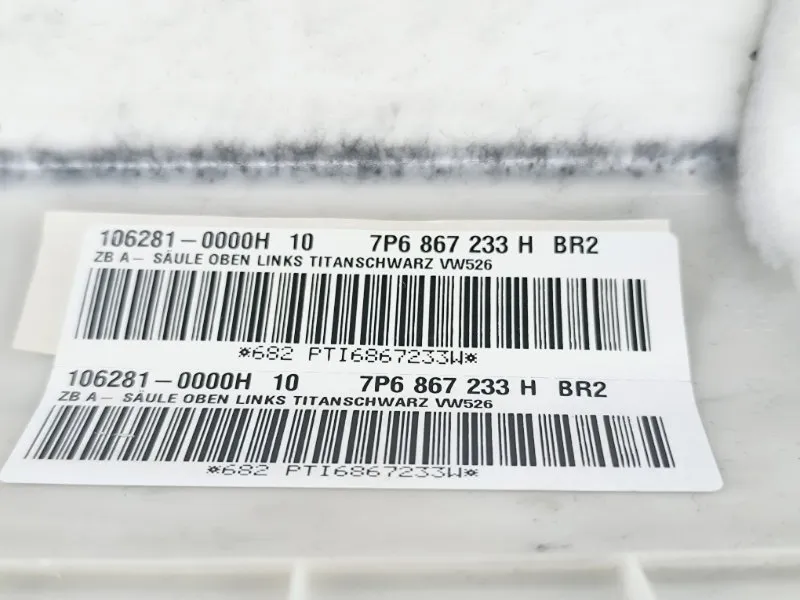 106281-0000H 10 7P6 867 233 H BR2
ZB A- SÄULE OBEN LINKS TITANSCHWARZ VW526
*682 PTI6867233W*
106281-0000H 10 7P6 867 233 H BR2
ZB A- SÄULE OBEN LINKS TITANSCHWARZ VW526
*682 PTI6867233W*